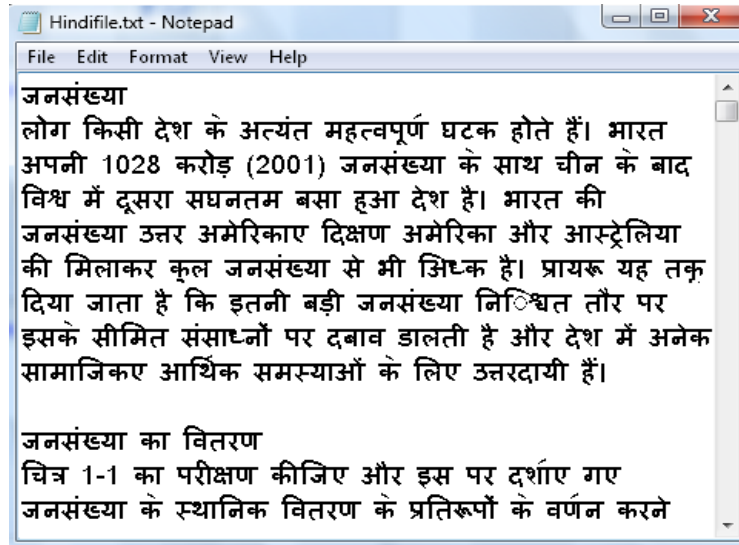 Hindifile.txt - Notepad
File Edit Format View Help
जनसंख्या
लोग किसी देश के अत्यंत महत्वपूर्ण घटक होते हैं। भारत
अपनी 1028 करोड़ (2001) जनसंख्या के साथ चीन के बाद
विश्व में दूसरा सघनतम बसा हुआ देश है। भारत की
जनसंख्या उत्तर अमेरिकाए दिक्षण अमेरिका और आस्ट्रेलिया
की मिलाकर कुल जनसंख्या से भी अिध्क है। प्रायरू यह तकृ
दिया जाता है कि इतनी बड़ी जनसंख्या निि़श्वत तौर पर
इसके सीमित संसाध्नों पर दबाव डालती है और देश में अनेक
सामाजिकए आर्थिक समस्याओं के लिए उत्तरदायी हैं।

जनसंख्या का वितरण
चित्र 1-1 का परीक्षण कीजिए और इस पर दर्शाए गए
जनसंख्या के स्थानिक वितरण के प्रतिरूपों के वर्णन करने